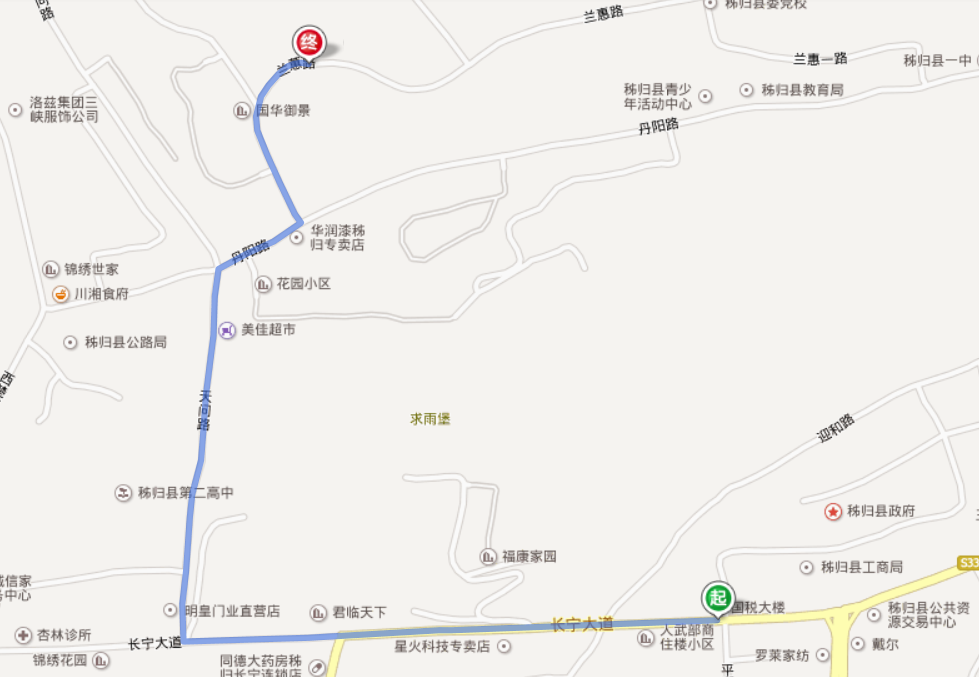 问路
秭归县委党校
兰惠路
终
兰蕙路
兰惠一路
秭归县一中
秭归县青少
年活动中心
秭归县教育局
洛兹集团三
峡服饰公司
国华御景
丹阳路
华润漆秭
归专卖店
丹阳路
锦绣世家
花园小区
川湘食府
美佳超市
秭归县公路局
天问路
求雨堡
迎和路
秭归县第二高中
秭归县政府
福康家园
秭归县工商局
S33
诚信家
务中心
起
国税大楼
明皇门业直营店
君临天下
秭归县公共资
源交易中心
长宁大道
人武部商
住楼小区
杏林诊所
长宁大道
星火科技专卖店
戴尔
锦绣花园
同德大药房秭
归长宁连锁店
罗莱家纺
平